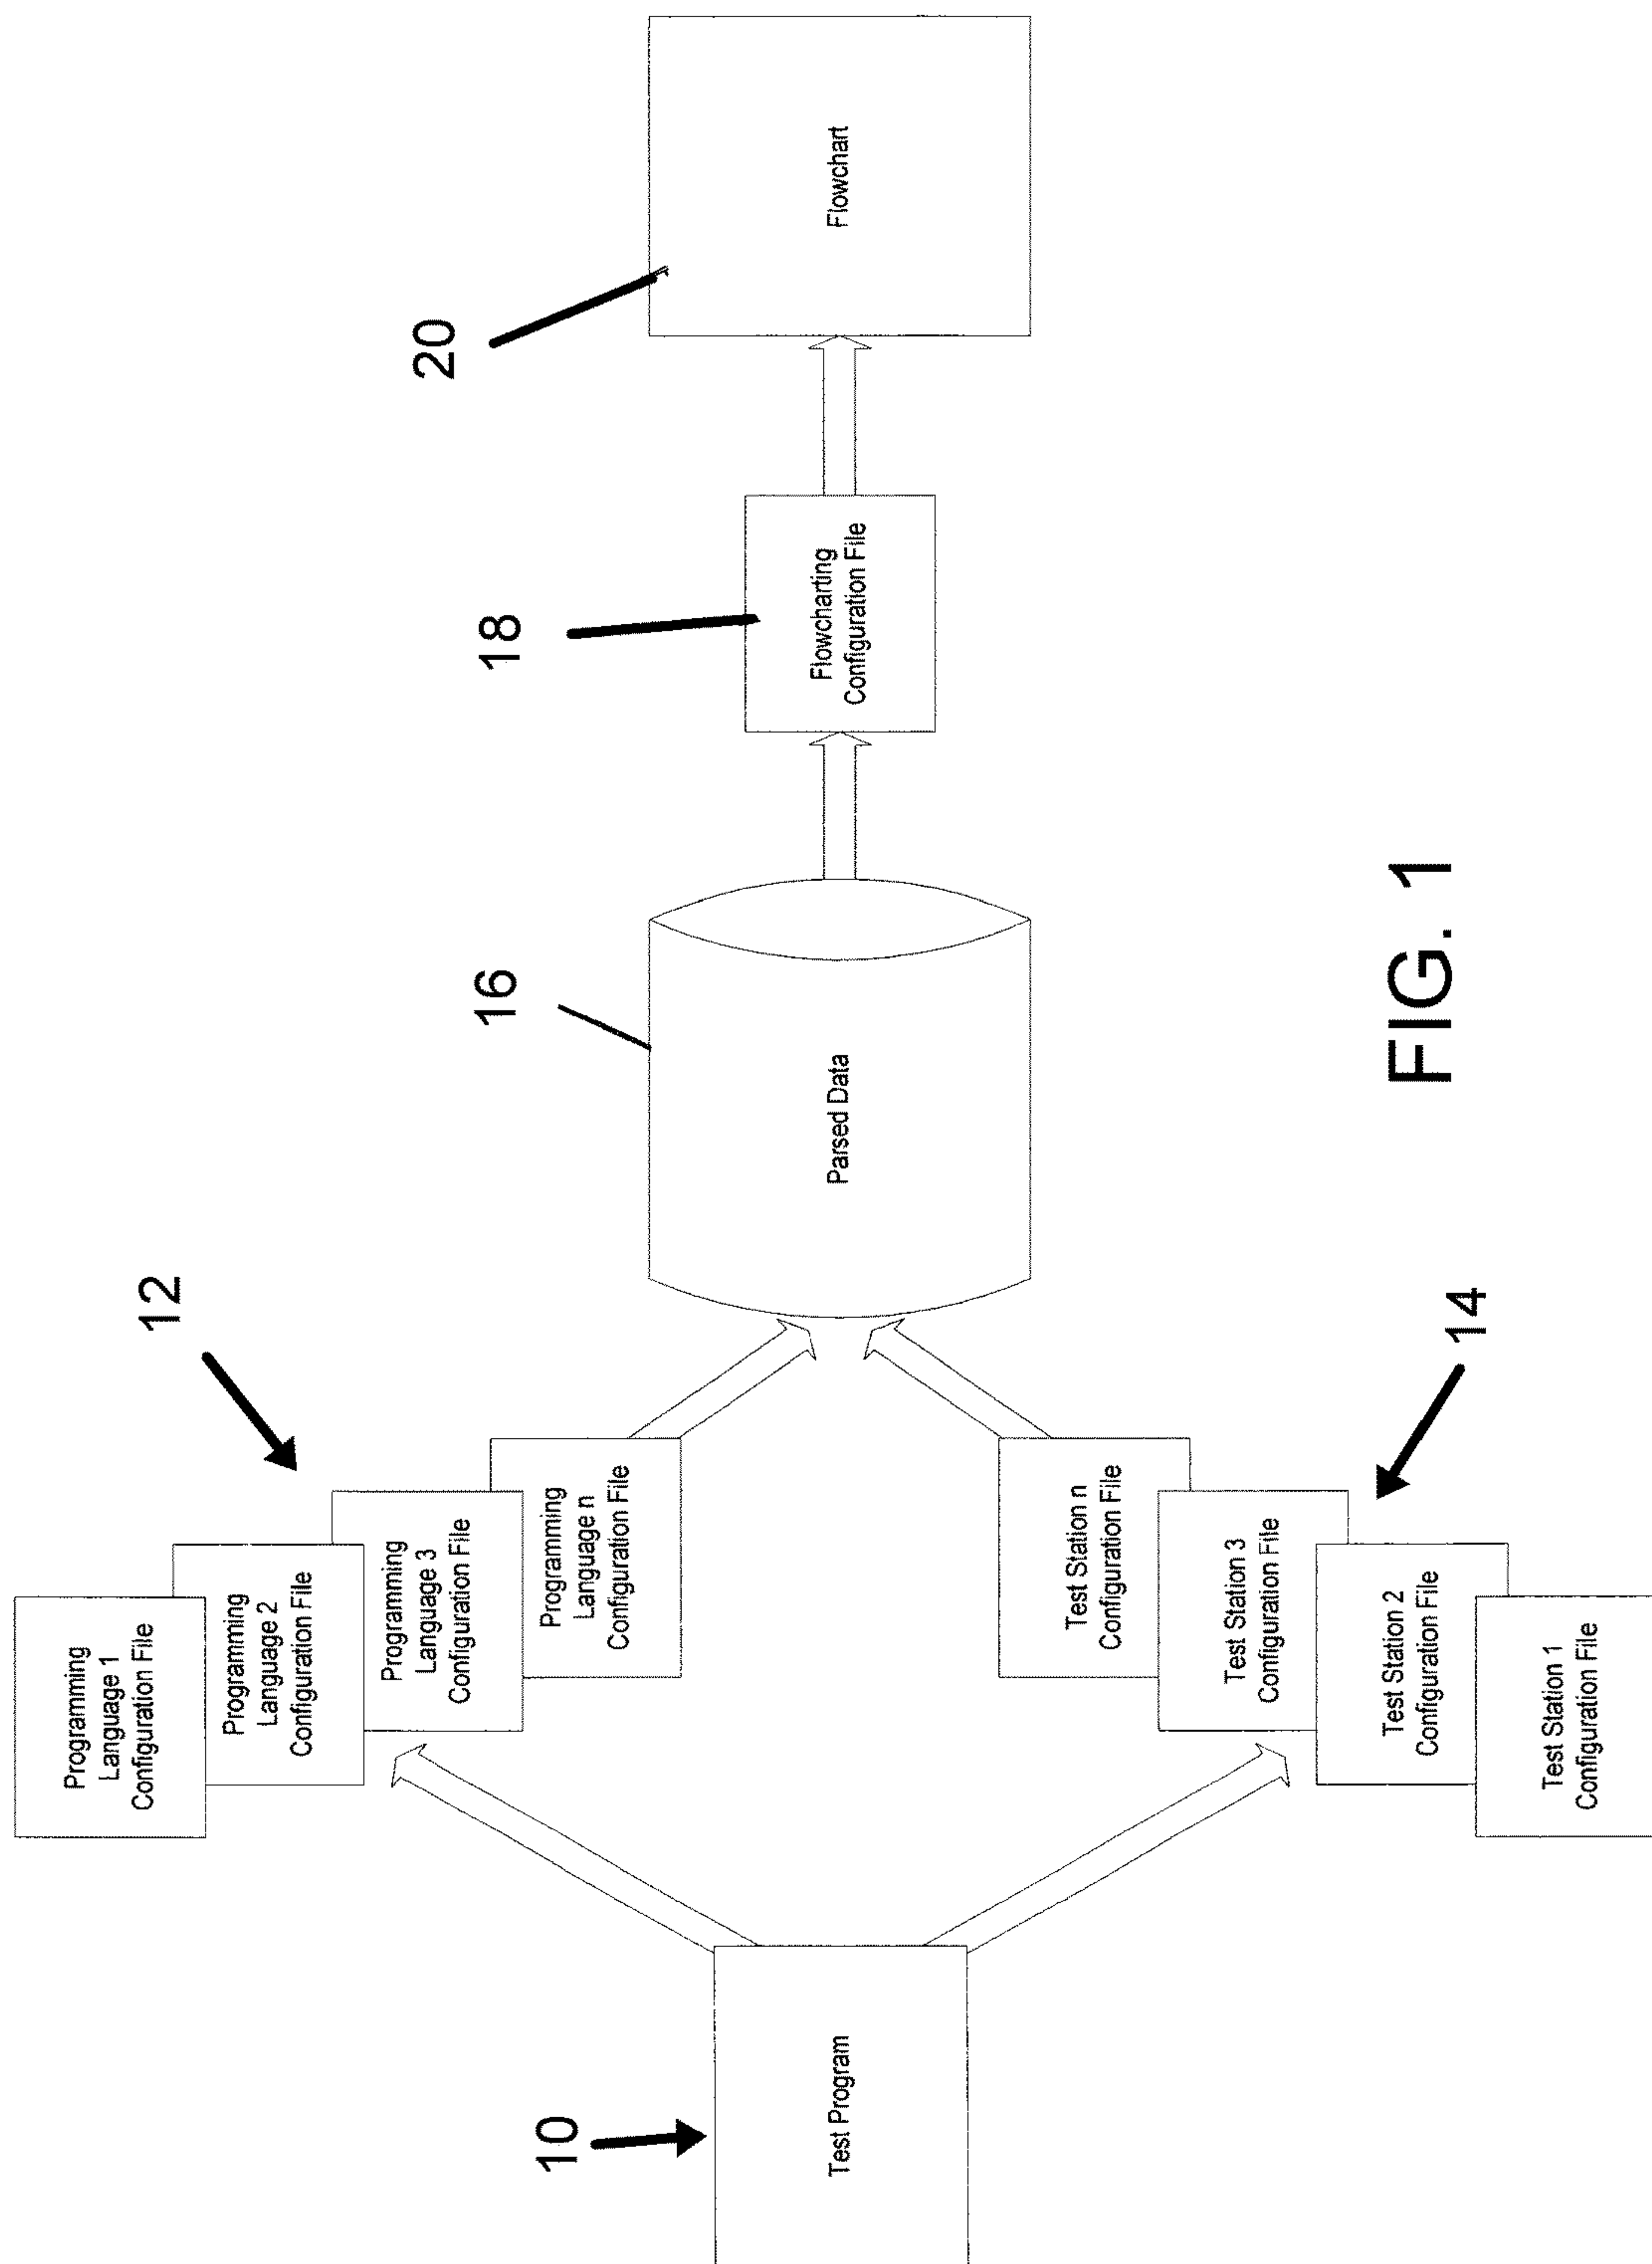 Programming
Language 1
Configuration File
12
Programming
Language 2
Configuration File
Programming
Language 3
Configuration File
Programming
Language n
Configuration File
10
Test Program
16
Parsed Data
18
Flowcharting
Configuration File
20
Flowchart
Test Station n
Configuration File
Test Station 3
Configuration File
Test Station 2
Configuration File
Test Station 1
Configuration File
14
FIG. 1